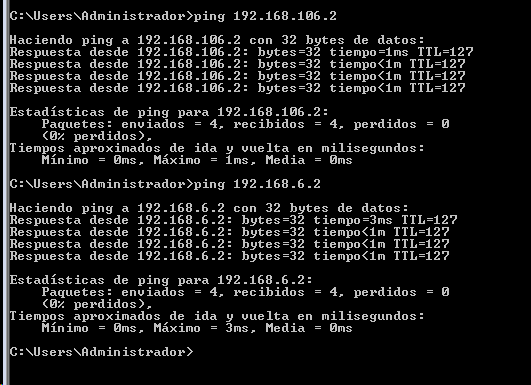 C:\Users\Administrador>ping 192.168.106.2
Haciendo ping a 192.168.106.2 con 32 bytes de datos:
Respuesta desde 192.168.106.2: bytes=32 tiempo=1ms TTL=127
Respuesta desde 192.168.106.2: bytes=32 tiempo<1m TTL=127
Respuesta desde 192.168.106.2: bytes=32 tiempo<1m TTL=127
Respuesta desde 192.168.106.2: bytes=32 tiempo<1m TTL=127
Estadísticas de ping para 192.168.106.2:
Paquetes: enviados = 4, recibidos = 4, perdidos = 0
(0% perdidos),
Tiempos aproximados de ida y vuelta en milisegundos:
Mínimo = 0ms, Máximo = 1ms, Media = 0ms
C:\Users\Administrador>ping 192.168.6.2
Haciendo ping a 192.168.6.2 con 32 bytes de datos:
Respuesta desde 192.168.6.2: bytes=32 tiempo=3ms TTL=127
Respuesta desde 192.168.6.2: bytes=32 tiempo<1m TTL=127
Respuesta desde 192.168.6.2: bytes=32 tiempo<1m TTL=127
Respuesta desde 192.168.6.2: bytes=32 tiempo<1m TTL=127
Estadísticas de ping para 192.168.6.2:
Paquetes: enviados = 4, recibidos = 4, perdidos = 0
(0% perdidos),
Tiempos aproximados de ida y vuelta en milisegundos:
Mínimo = 0ms, Máximo = 3ms, Media = 0ms
C:\Users\Administrador>